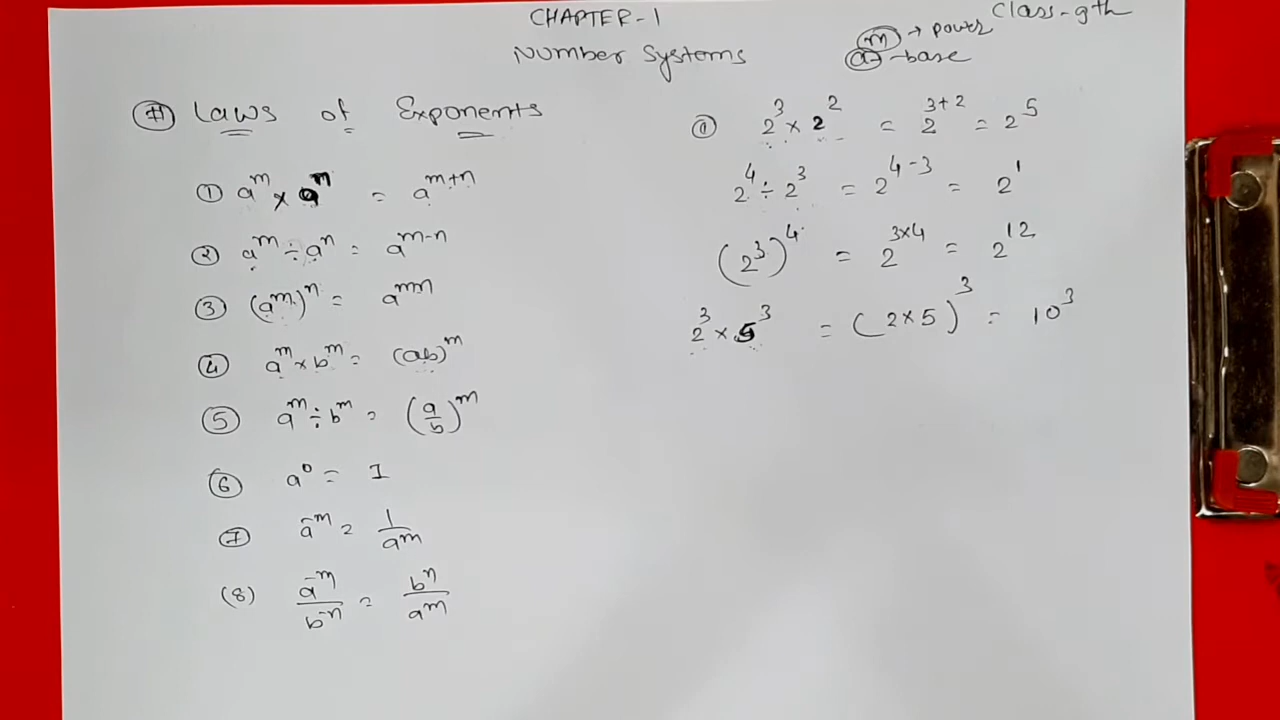 CHAPTER-1
Class-9th
Number Systems
m → power
a → base
# Laws of Exponents
① a^m × a^n = a^(m+n)
② a^m ÷ a^n = a^(m-n)
③ (a^m)^n = a^(mn)
④ a^m × b^m = (ab)^m
⑤ a^m ÷ b^m = (a/b)^m
⑥ a^0 = 1
⑦ a^-m = 1/a^m
(8) a^-m/b^-n = b^n/a^m
① 2^3 × 2^2 = 2^(3+2) = 2^5
2^4 ÷ 2^3 = 2^(4-3) = 2^1
(2^3)^4 = 2^(3×4) = 2^12
2^3 × 5^3 = (2×5)^3 = 10^3